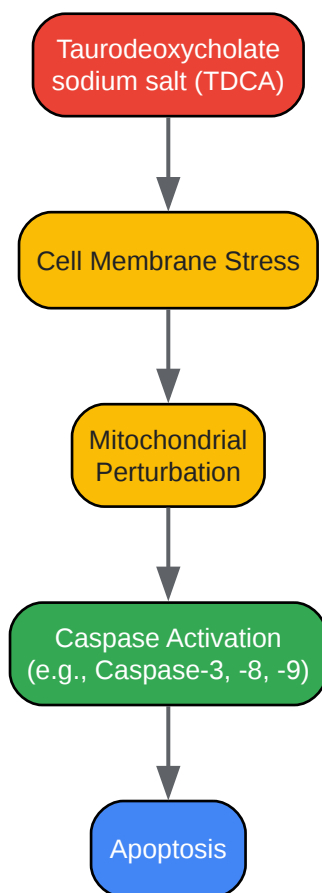 Taurodeoxycholate
sodium salt (TDCA)
Cell Membrane Stress
Mitochondrial
Perturbation
Caspase Activation
(e.g., Caspase-3, -8, -9)
Apoptosis